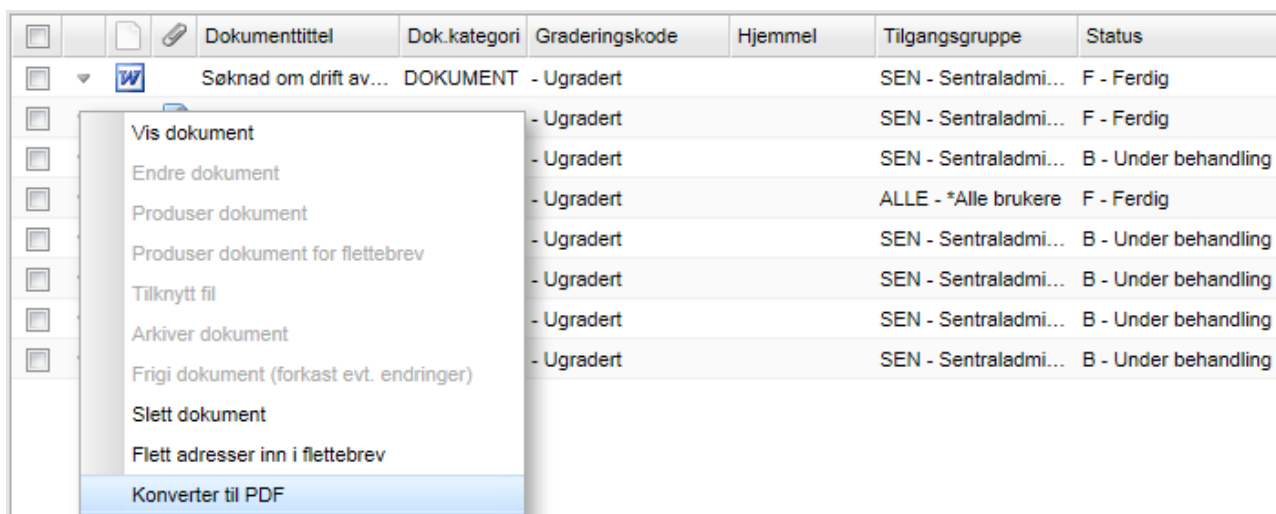 Dokumenttittel Dok.kategori Graderingskode Hjemmel Tilgangsgruppe Status
W Søknad om drift av... DOKUMENT - Ugradert SEN - Sentraladmi... F - Ferdig
- Ugradert SEN - Sentraladmi... F - Ferdig
Vis dokument
- Ugradert SEN - Sentraladmi... B - Under behandling
Endre dokument
- Ugradert ALLE - *Alle brukere F - Ferdig
Produser dokument
- Ugradert SEN - Sentraladmi... B - Under behandling
Produser dokument for flettebrev
- Ugradert SEN - Sentraladmi... B - Under behandling
Tilknytt fil
- Ugradert SEN - Sentraladmi... B - Under behandling
Arkiver dokument
- Ugradert SEN - Sentraladmi... B - Under behandling
Frigi dokument (forkast evt. endringer)
Slett dokument
Flett adresser inn i flettebrev
Konverter til PDF